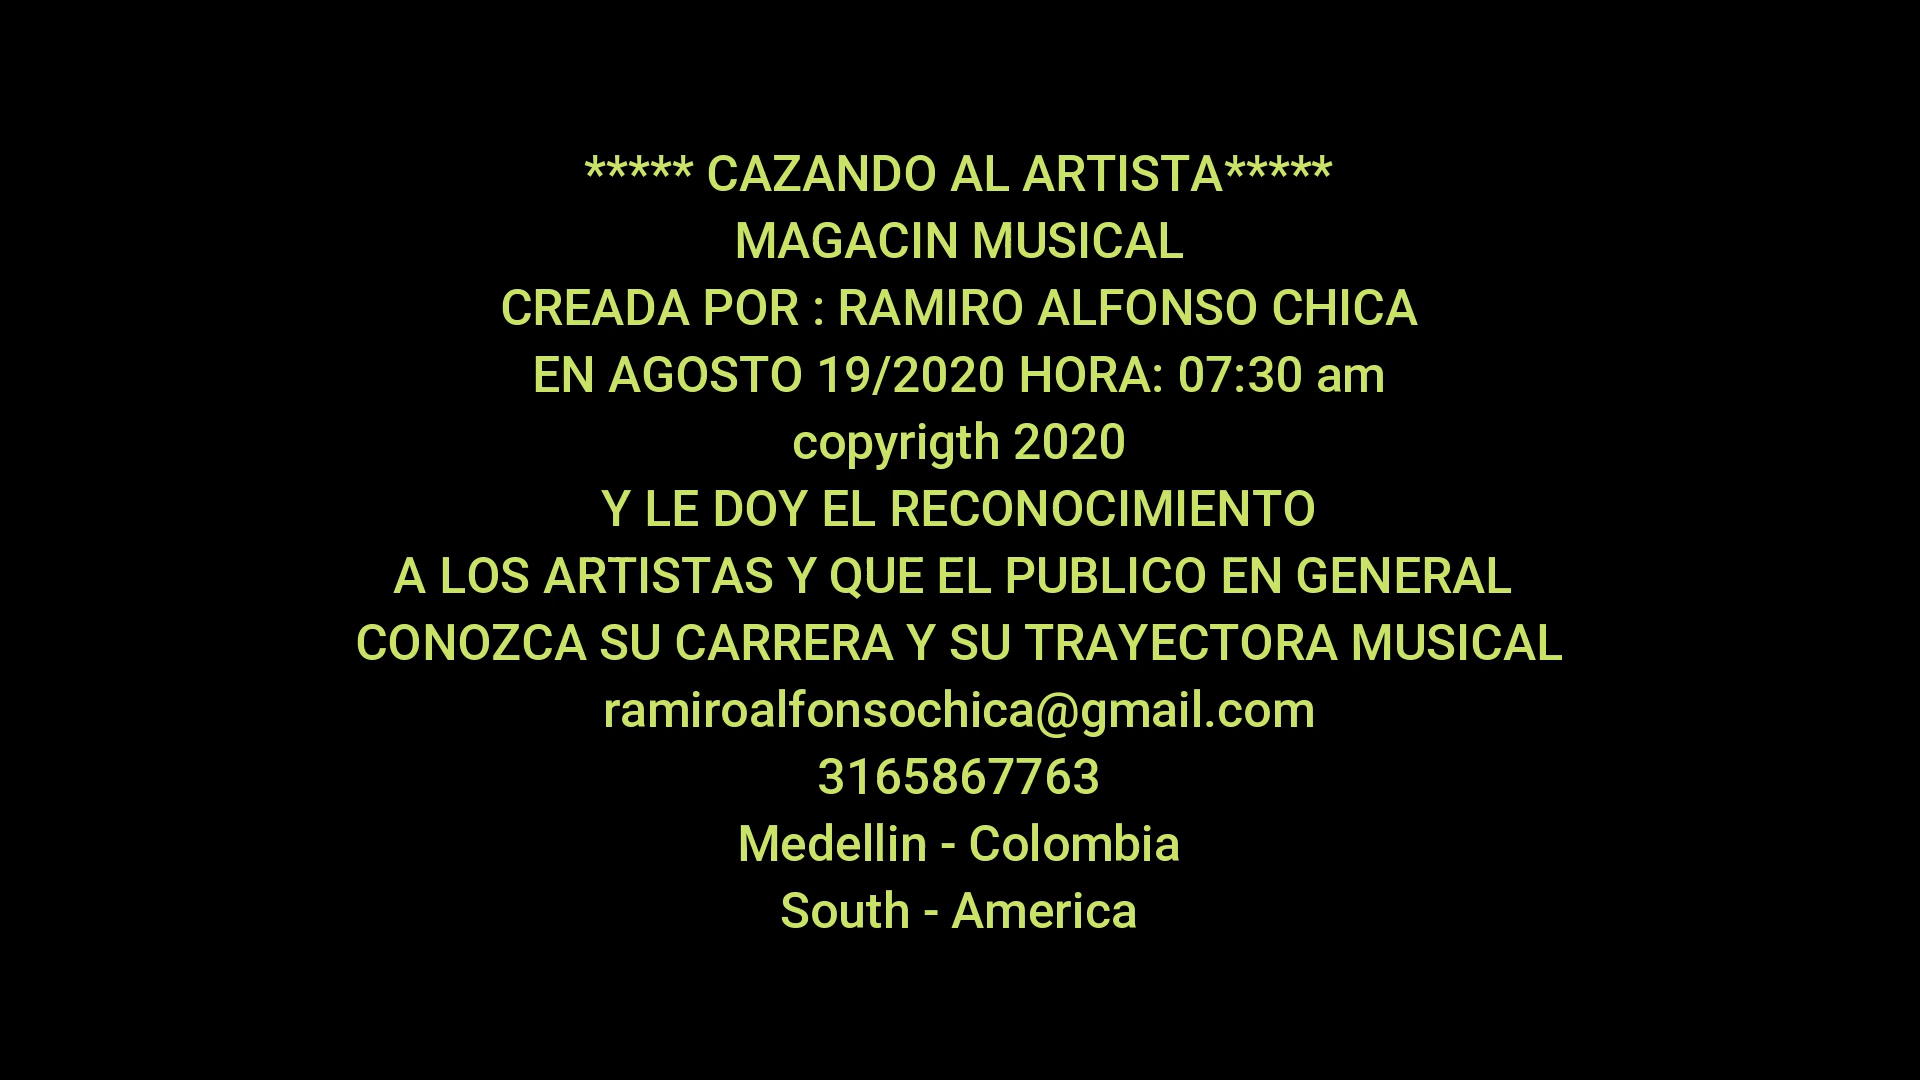 ***** CAZANDO AL ARTISTA*****
MAGACIN MUSICAL
CREADA POR : RAMIRO ALFONSO CHICA
EN AGOSTO 19/2020 HORA: 07:30 am
copyrigth 2020
Y LE DOY EL RECONOCIMIENTO
A LOS ARTISTAS Y QUE EL PUBLICO EN GENERAL
CONOZCA SU CARRERA Y SU TRAYECTORA MUSICAL
ramiroalfonsochica@gmail.com
3165867763
Medellin - Colombia
South - America